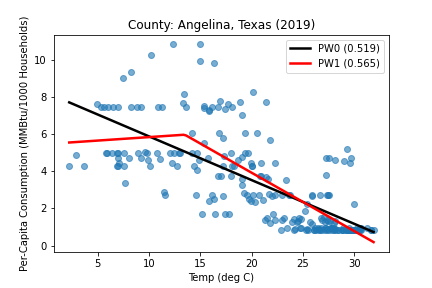 County: Angelina, Texas (2019)
Per-Capita Consumption (MMBtu/1000 Households)
10
8
6
4
2
0
PW0 (0.519)
PW1 (0.565)
5 10 15 20 25 30
Temp (deg C)